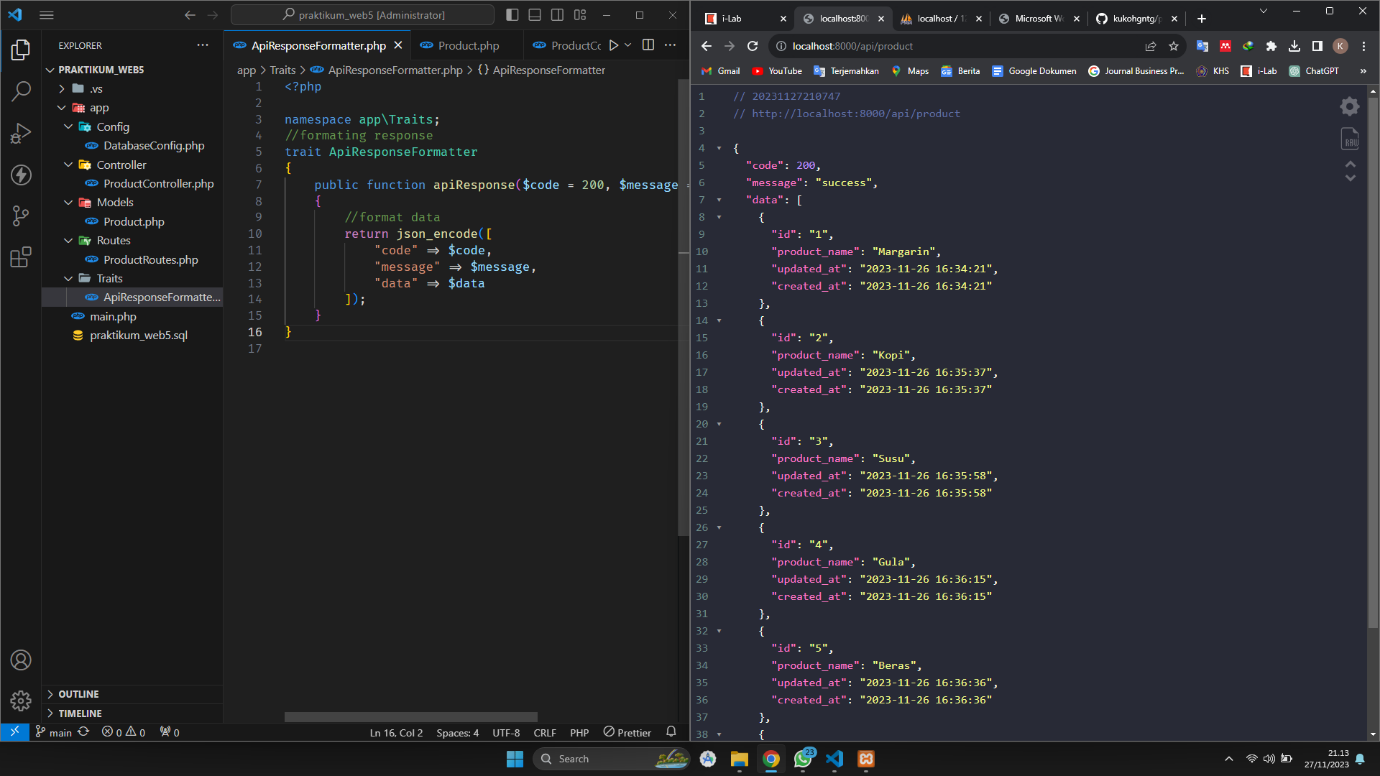 praktikum_web5 [Administrator]
EXPLORER
PRAKTIKUM_WEB5
.vs
app
Config
DatabaseConfig.php
Controller
ProductController.php
Models
Product.php
Routes
ProductRoutes.php
Traits
ApiResponseFormatte...
main.php
praktikum_web5.sql
OUTLINE
TIMELINE
ApiResponseFormatter.php
Product.php
ProductCo
app > Traits > ApiResponseFormatter.php > {} ApiResponseFormatter
1 <?php
2
3 namespace app\Traits;
4 //formating response
5 trait ApiResponseFormatter
6 {
7 public function apiResponse($code = 200, $message =
8 {
9 //format data
10 return json_encode([
11 "code" => $code,
12 "message" => $message,
13 "data" => $data
14 ]);
15 }
16 }
17
main
0 0
0
Ln 16, Col 2
Spaces: 4
UTF-8
CRLF
PHP
Prettier
i-Lab
localhost:800
localhost / 12
Microsoft W
kukohgntg/p
localhost:8000/api/product
Gmail
YouTube
Terjemahkan
Maps
Berita
Google Dokumen
Journal Business Pr...
KHS
i-Lab
ChatGPT
»
K
RAW
1 // 20231127210747
2 // http://localhost:8000/api/product
3
4 {
5 "code": 200,
6 "message": "success",
7 "data": [
8 {
9 "id": "1",
10 "product_name": "Margarin",
11 "updated_at": "2023-11-26 16:34:21",
12 "created_at": "2023-11-26 16:34:21"
13 },
14 {
15 "id": "2",
16 "product_name": "Kopi",
17 "updated_at": "2023-11-26 16:35:37",
18 "created_at": "2023-11-26 16:35:37"
19 },
20 {
21 "id": "3",
22 "product_name": "Susu",
23 "updated_at": "2023-11-26 16:35:58",
24 "created_at": "2023-11-26 16:35:58"
25 },
26 {
27 "id": "4",
28 "product_name": "Gula",
29 "updated_at": "2023-11-26 16:36:15",
30 "created_at": "2023-11-26 16:36:15"
31 },
32 {
33 "id": "5",
34 "product_name": "Beras",
35 "updated_at": "2023-11-26 16:36:36",
36 "created_at": "2023-11-26 16:36:36"
37 },
38 {
Search
23
21.13
27/11/2023